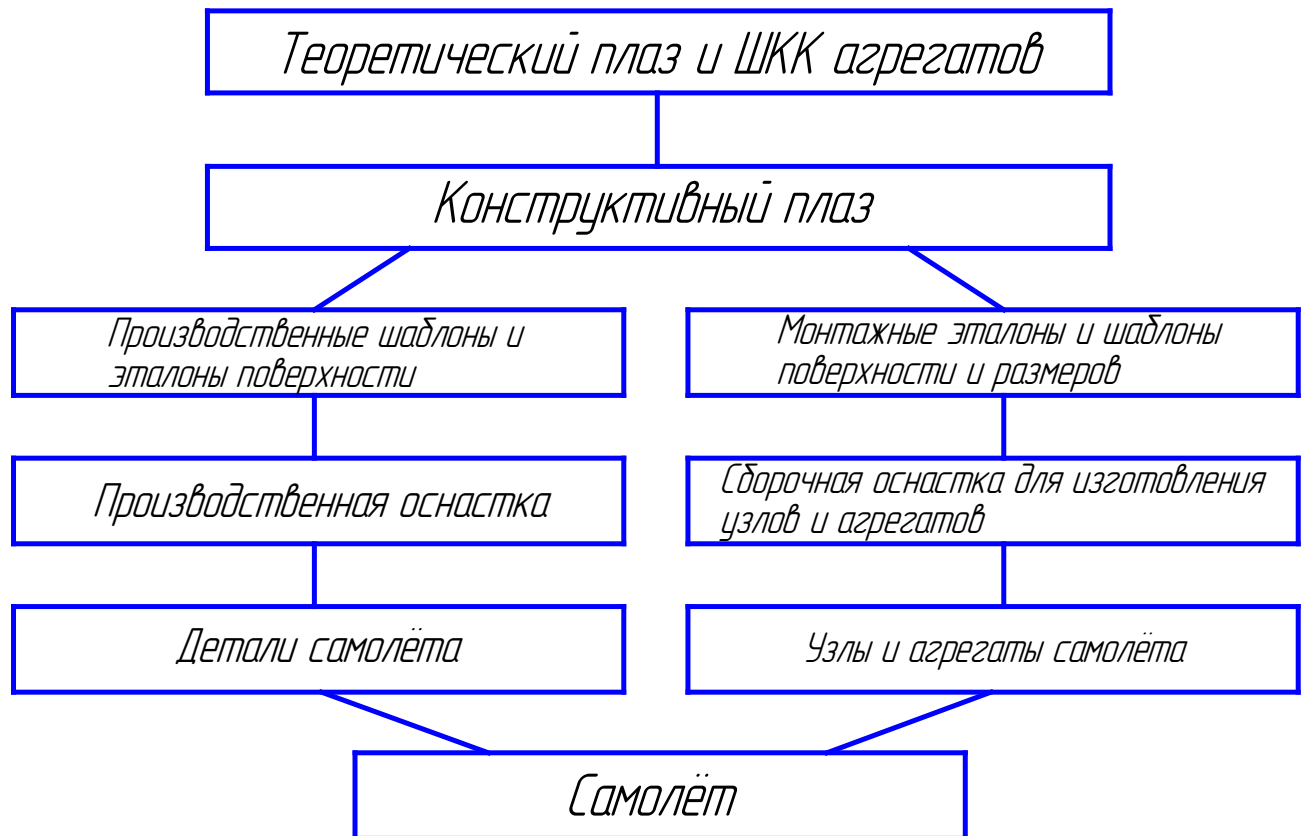 Теоретический плаз и ШКК агрегатов
Конструктивный плаз
Производственные шаблоны и
эталоны поверхности
Монтажные эталоны и шаблоны
поверхности и размеров
Производственная оснастка
Сборочная оснастка для изготовления
узлов и агрегатов
Детали самолёта
Узлы и агрегаты самолёта
Самолёт